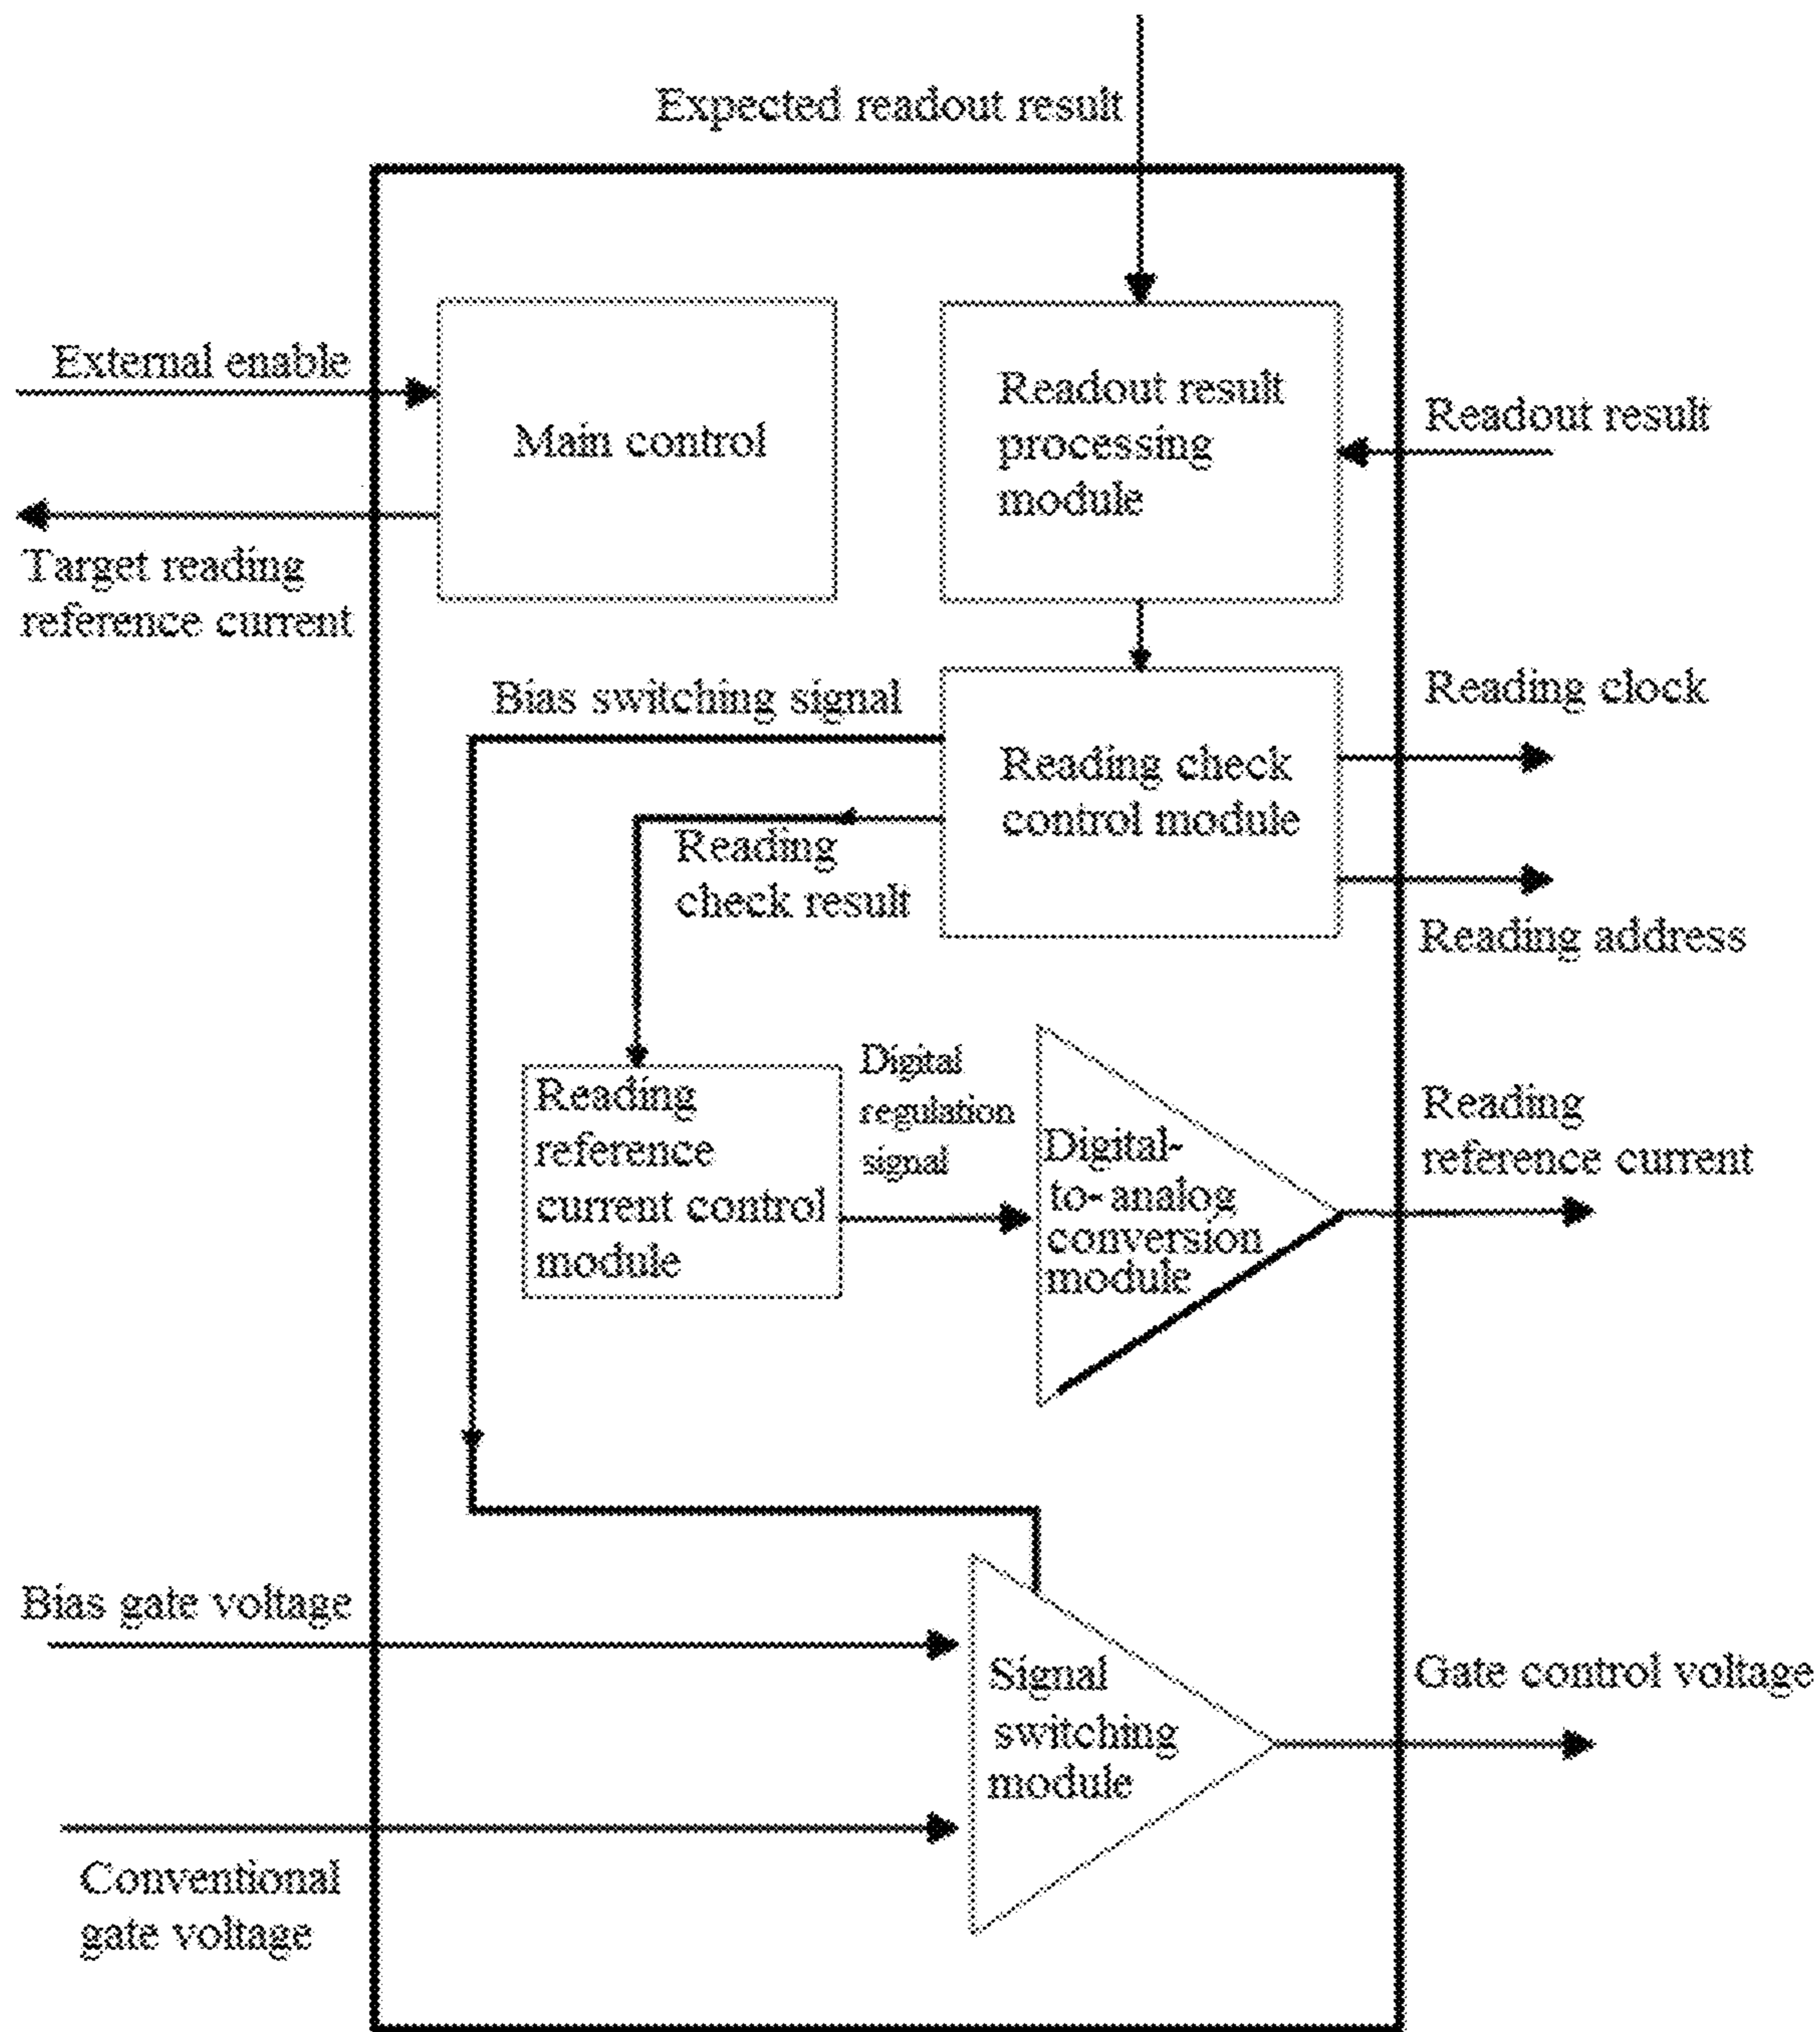 Expected readout result
External enable
Main control
Target reading
reference current
Readout result
processing
module
Readout result
Bias switching signal
Reading check
control module
Reading clock
Reading address
Reading
check result
Reading
reference
current control
module
Digital
regulation
signal
Digital-
to- analog
conversion
module
Reading
reference current
Bias gate voltage
Signal
switching
module
Gate control voltage
Conventional
gate voltage